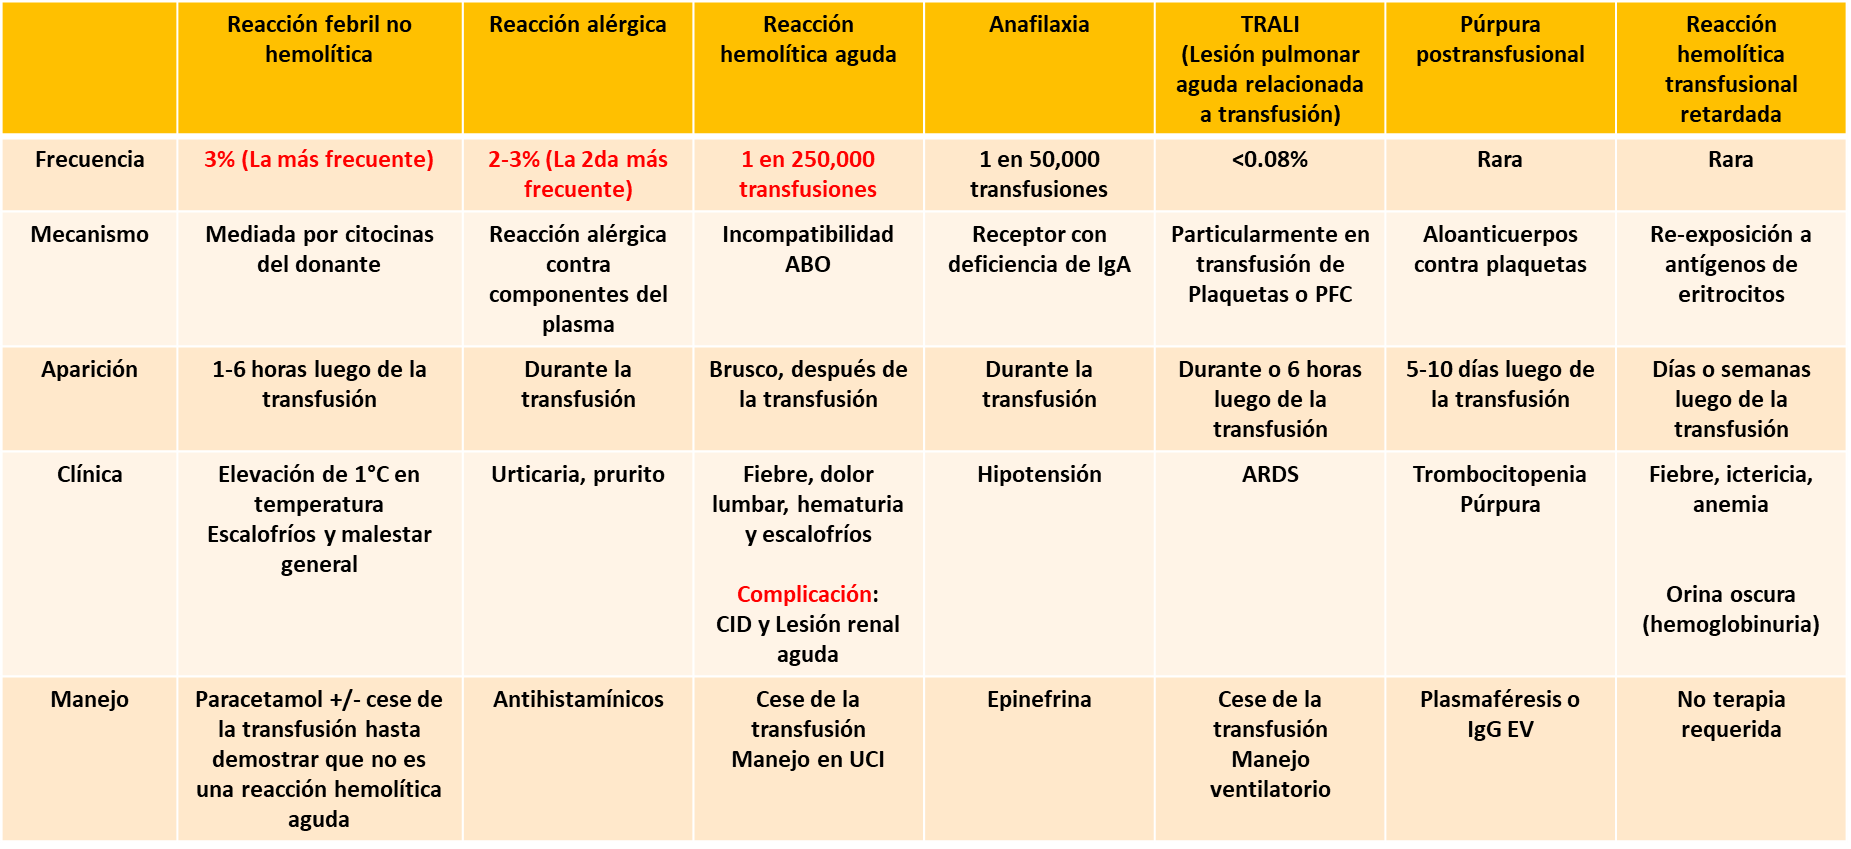 Reacción febril no
hemolítica
Reacción alérgica
Reacción
hemolítica aguda
Anafilaxia
TRALI
(Lesión pulmonar
aguda relacionada
a transfusión)
Púrpura
postransfusional
Reacción
hemolítica
transfusional
retardada
Frecuencia
3% (La más frecuente)
2-3% (La 2da más
frecuente)
1 en 250,000
transfusiones
1 en 50,000
transfusiones
<0.08%
Rara
Rara
Mecanismo
Mediada por citocinas
del donante
Reacción alérgica
contra
componentes del
plasma
Incompatibilidad
ABO
Receptor con
deficiencia de IgA
Particularmente en
transfusión de
Plaquetas o PFC
Aloanticuerpos
contra plaquetas
Re-exposición a
antígenos de
eritrocitos
Aparición
1-6 horas luego de la
transfusión
Durante la
transfusión
Brusco, después de
la transfusión
Durante la
transfusión
Durante o 6 horas
luego de la
transfusión
5-10 días luego de
la transfusión
Días o semanas
luego de la
transfusión
Clínica
Elevación de 1°C en
temperatura
Escalofríos y malestar
general
Urticaria, prurito
Fiebre, dolor
lumbar, hematuria
y escalofríos
Complicación:
CID y Lesión renal
aguda
Hipotensión
ARDS
Trombocitopenia
Púrpura
Fiebre, ictericia,
anemia
Orina oscura
(hemoglobinuria)
Manejo
Paracetamol +/- cese de
la transfusión hasta
demostrar que no es
una reacción hemolítica
aguda
Antihistamínicos
Cese de la
transfusión
Manejo en UCI
Epinefrina
Cese de la
transfusión
Manejo
ventilatorio
Plasmaféresis o
IgG EV
No terapia
requerida